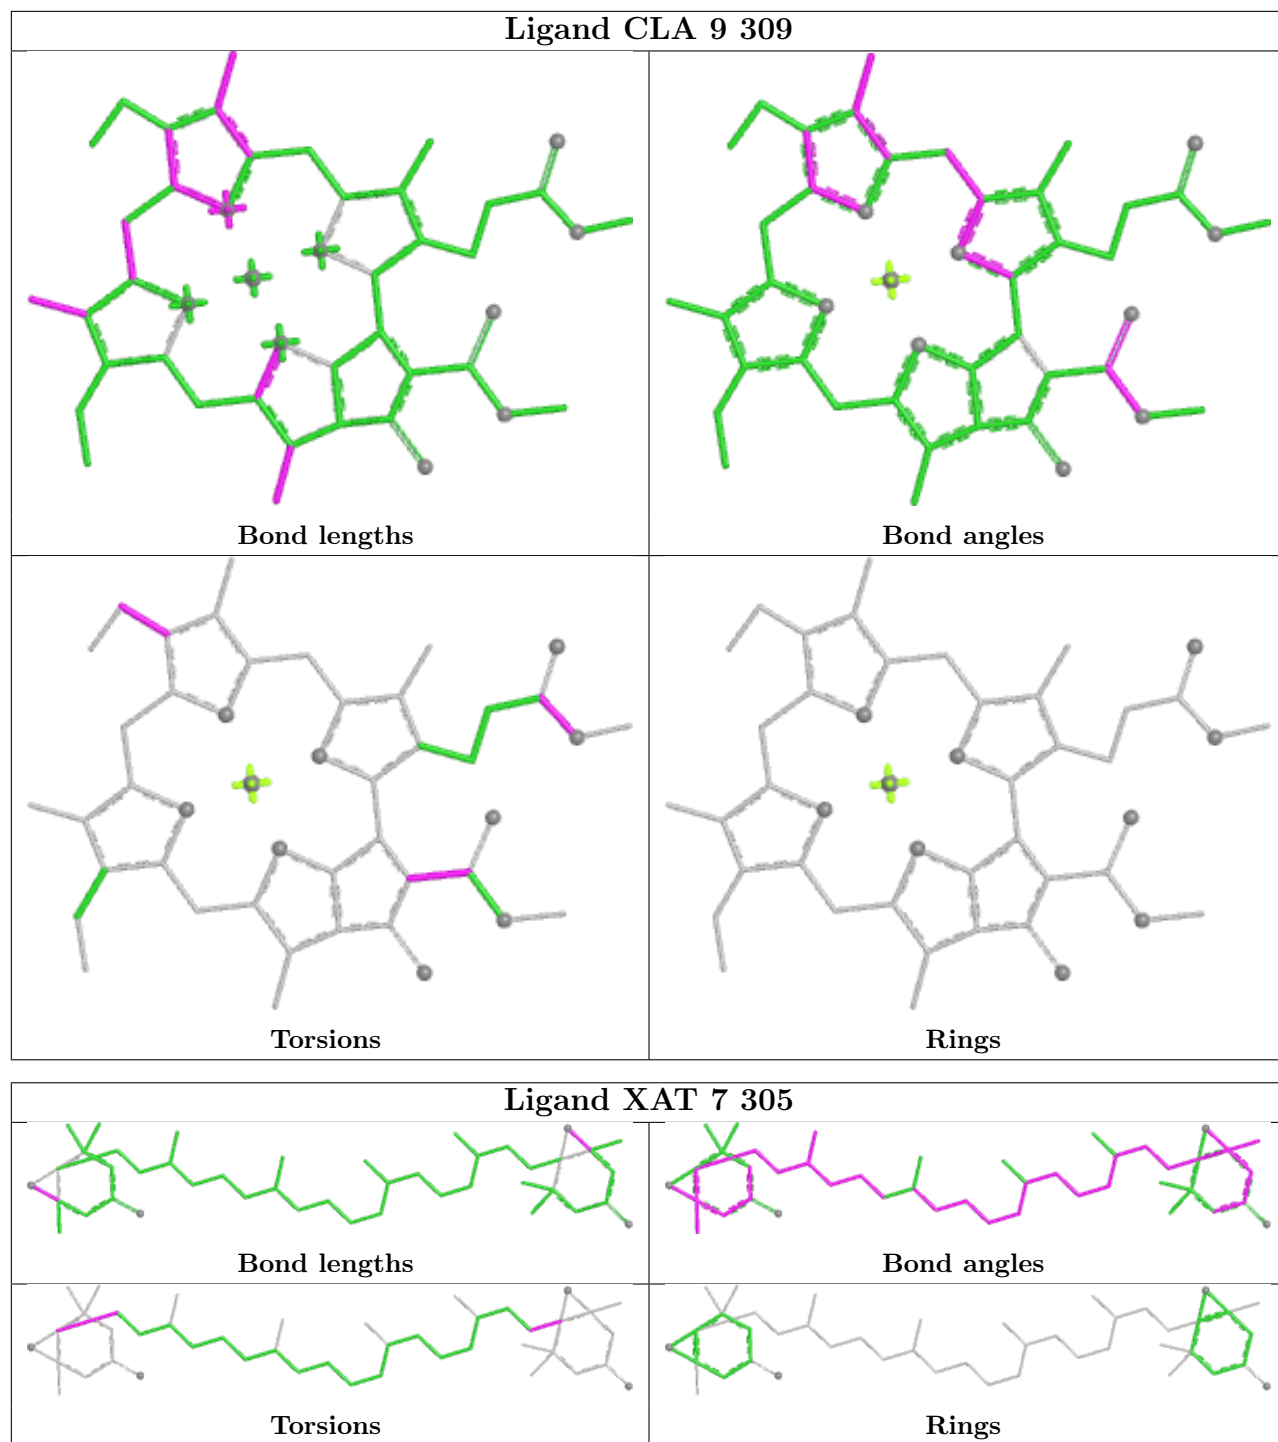 Ligand CLA 9 309
Bond lengths
Bond angles
Torsions
Rings
Ligand XAT 7 305
Bond lengths
Bond angles
Torsions
Rings